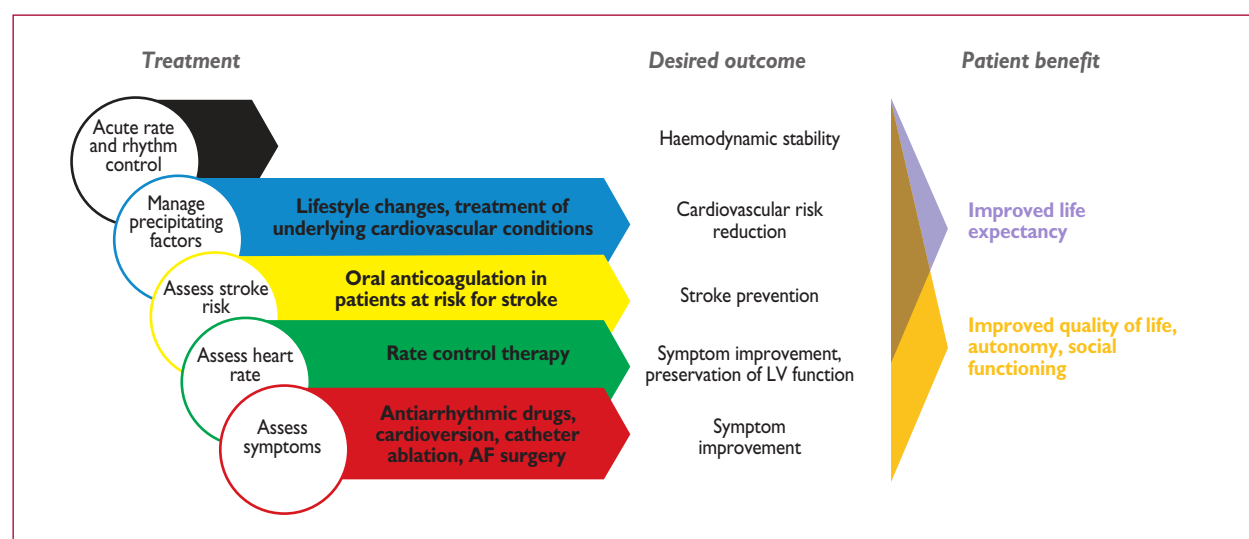 Treatment
Desired outcome
Patient benefit
Acute rate
and rhythm
control
Haemodynamic stability
Manage
precipitating
factors
Lifestyle changes, treatment of
underlying cardiovascular conditions
Cardiovascular risk
reduction
Improved life
expectancy
Assess stroke
risk
Oral anticoagulation in
patients at risk for stroke
Stroke prevention
Assess heart
rate
Rate control therapy
Symptom improvement,
preservation of LV function
Improved quality of life,
autonomy, social
functioning
Assess
symptoms
Antiarrhythmic drugs,
cardioversion, catheter
ablation, AF surgery
Symptom
improvement